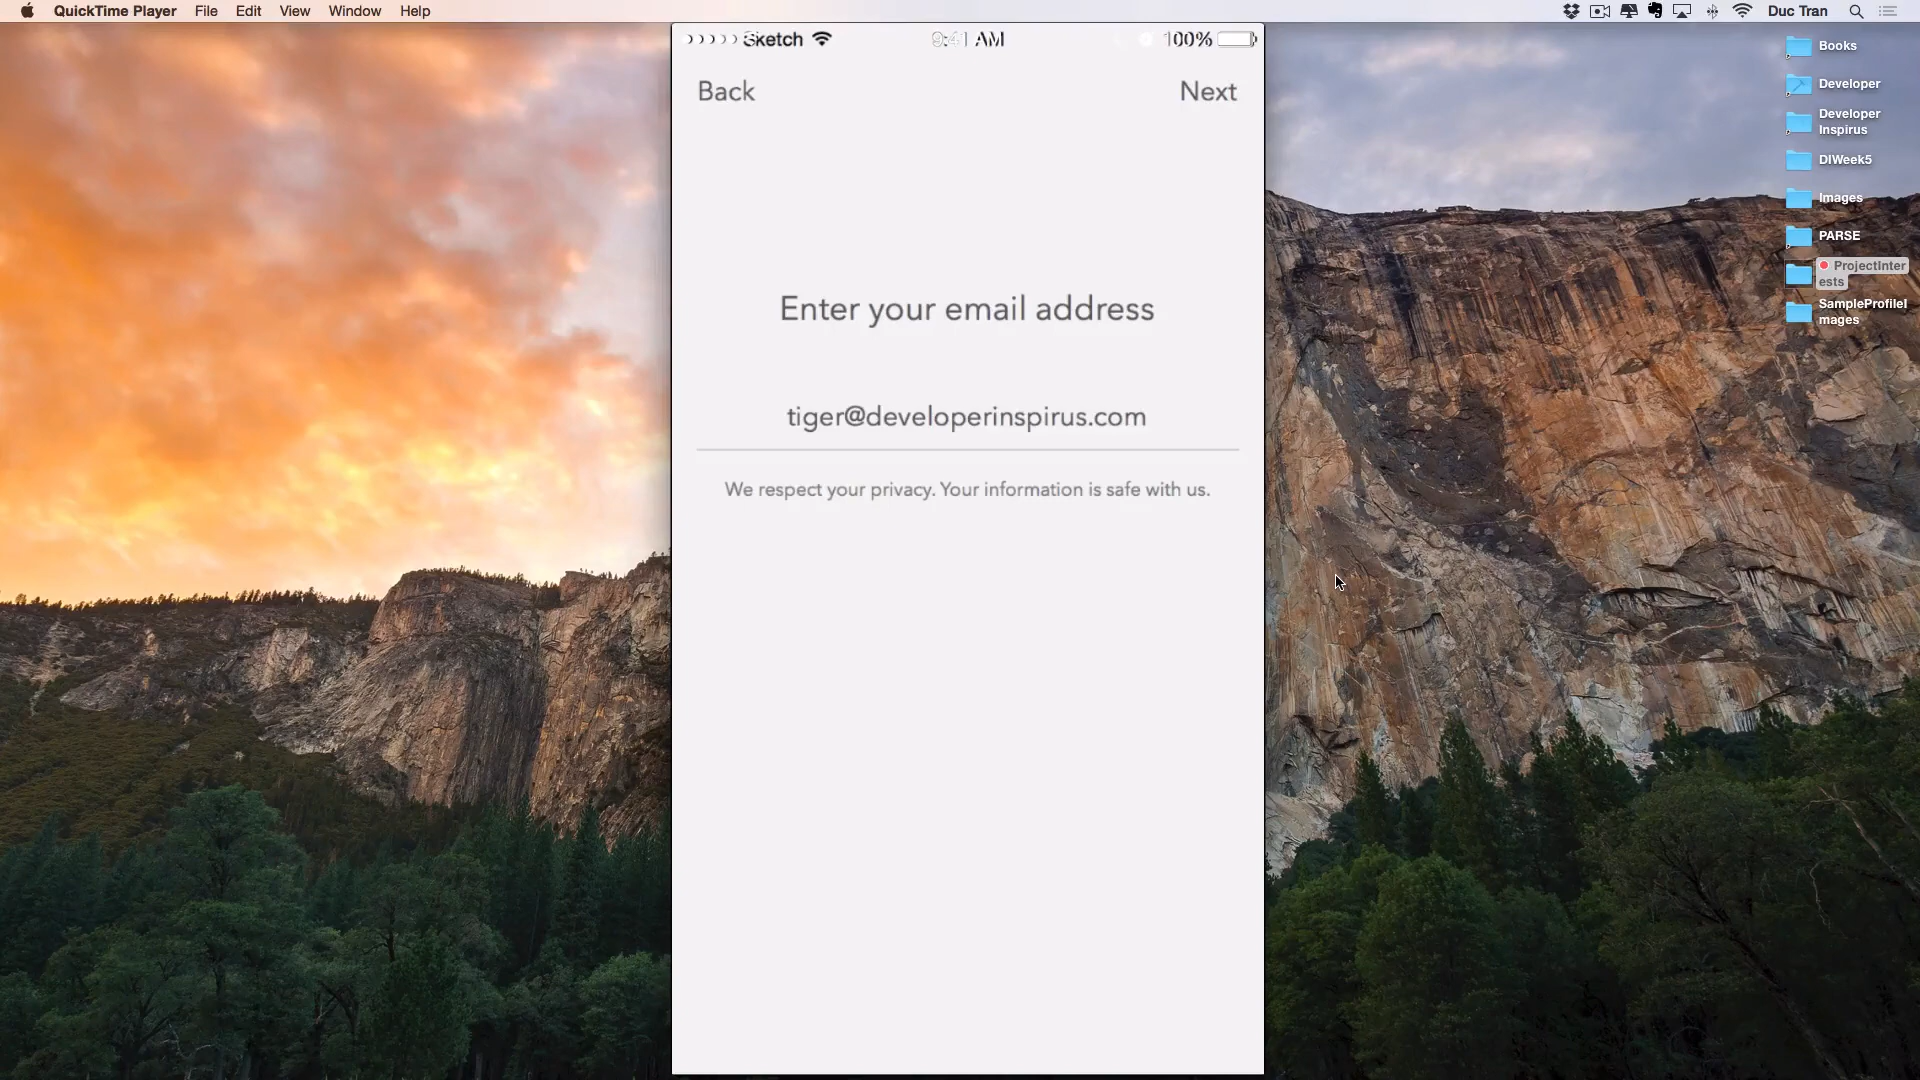 QuickTime Player File Edit View Window Help Duc Tran
Sketch 9:41 AM 100%
Back Next
Enter your email address
tiger@developerinspirus.com
We respect your privacy. Your information is safe with us.
Books
Developer
Developer
Inspirus
DIWeek5
Images
PARSE
ProjectInter
ests
SampleProfileI
mages